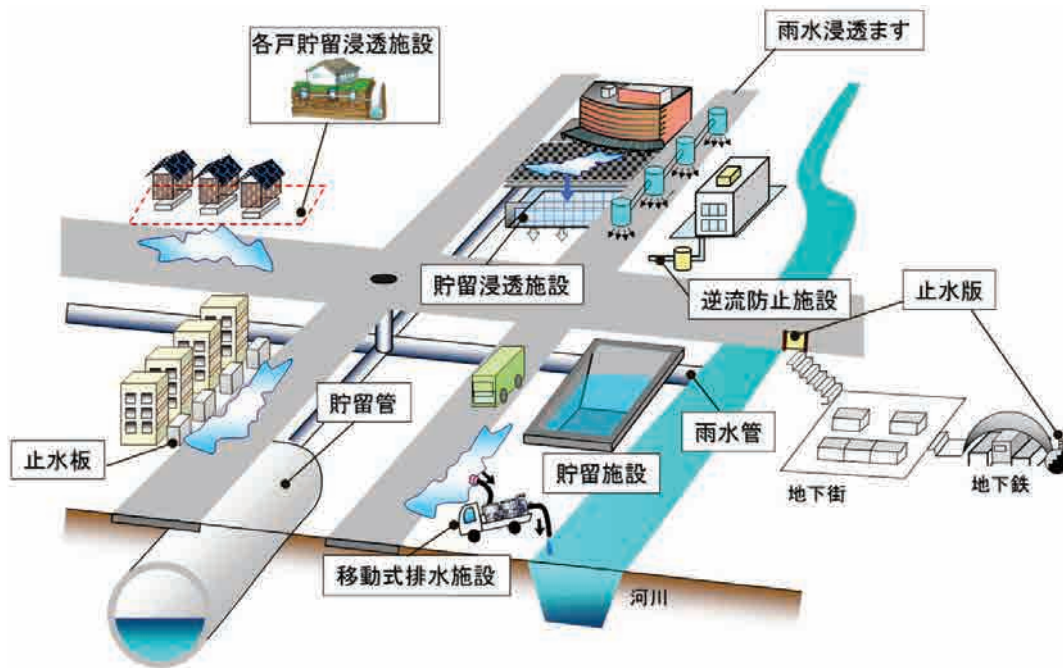 雨水浸透ます
各戸貯留浸透施設
貯留浸透施設
逆流防止施設
止水版
貯留管
雨水管
止水板
貯留施設
地下街
地下鉄
移動式排水施設
河川